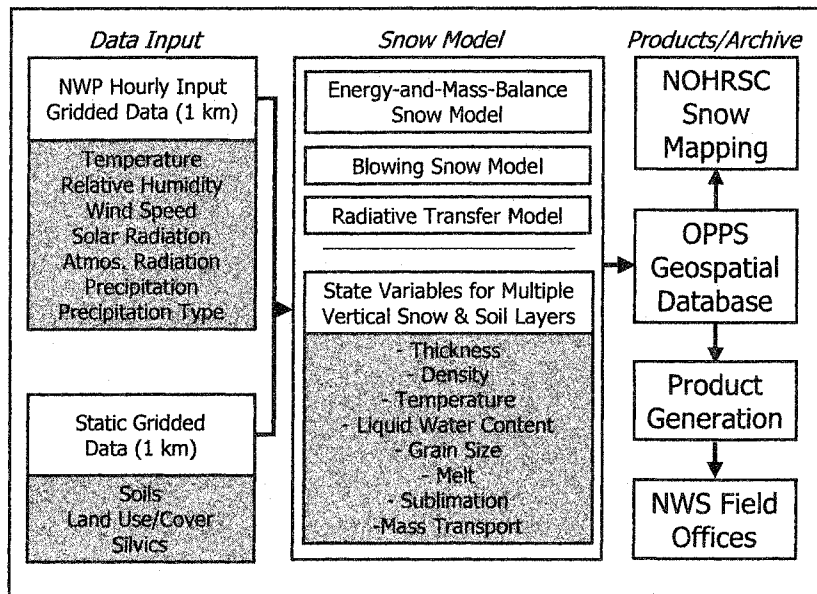 Data Input
NWP Hourly Input
Gridded Data (1 km)
Temperature
Relative Humidity
Wind Speed
Solar Radiation
Atmos. Radiation
Precipitation
Precipitation Type
Static Gridded
Data (1 km)
Soils
Land Use/Cover
Silvics
Snow Model
Energy-and-Mass-Balance
Snow Model
Blowing Snow Model
Radiative Transfer Model
State Variables for Multiple
Vertical Snow & Soil Layers
- Thickness
- Density
- Temperature
- Liquid Water Content
- Grain Size
- Melt
- Sublimation
-Mass Transport
Products/Archive
NOHRSC
Snow
Mapping
OPPS
Geospatial
Database
Product
Generation
NWS Field
Offices